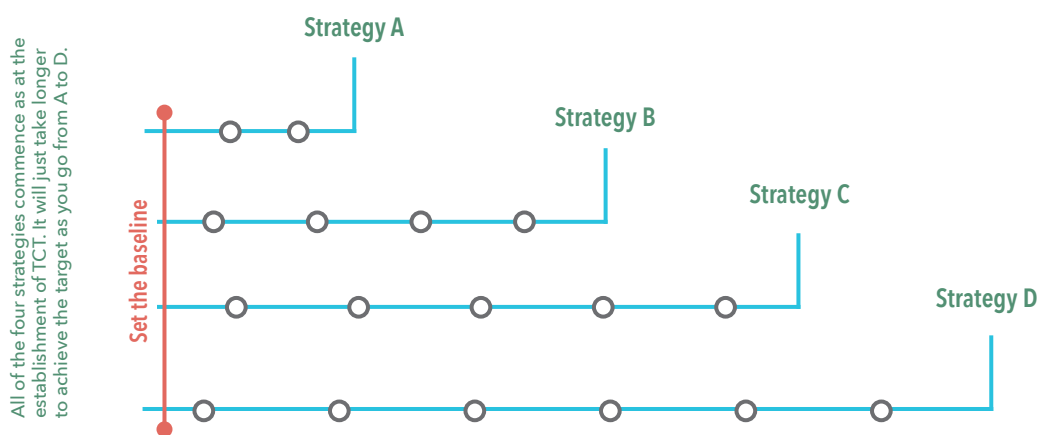 All of the four strategies commence as at the
establishment of TCT. It will just take longer
to achieve the target as you go from A to D.
Set the baseline
Strategy A
Strategy B
Strategy C
Strategy D